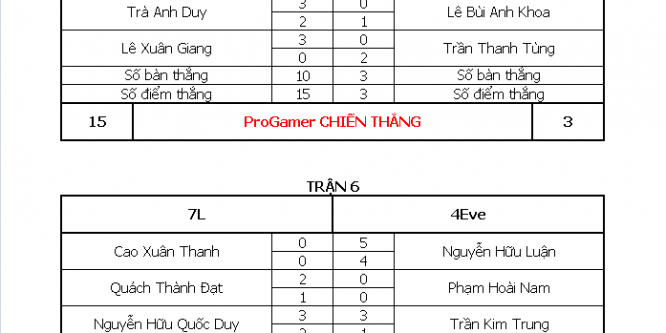 3 0
Trà Anh Duy Lê Bùi Anh Khoa
2 1
3 0
Lê Xuân Giang Trần Thanh Tùng
0 2
Số bàn thắng 10 3 Số bàn thắng
Số điểm thắng 15 3 Số điểm thắng
15 ProGamer CHIẾN THẮNG 3
TRẬN 6
7L 4Eve
0 5
Cao Xuân Thanh Nguyễn Hữu Luận
0 4
2 0
Quách Thành Đạt Phạm Hoài Nam
1 0
3 3
Nguyễn Hữu Quốc Duy Trần Kim Trung
2 1